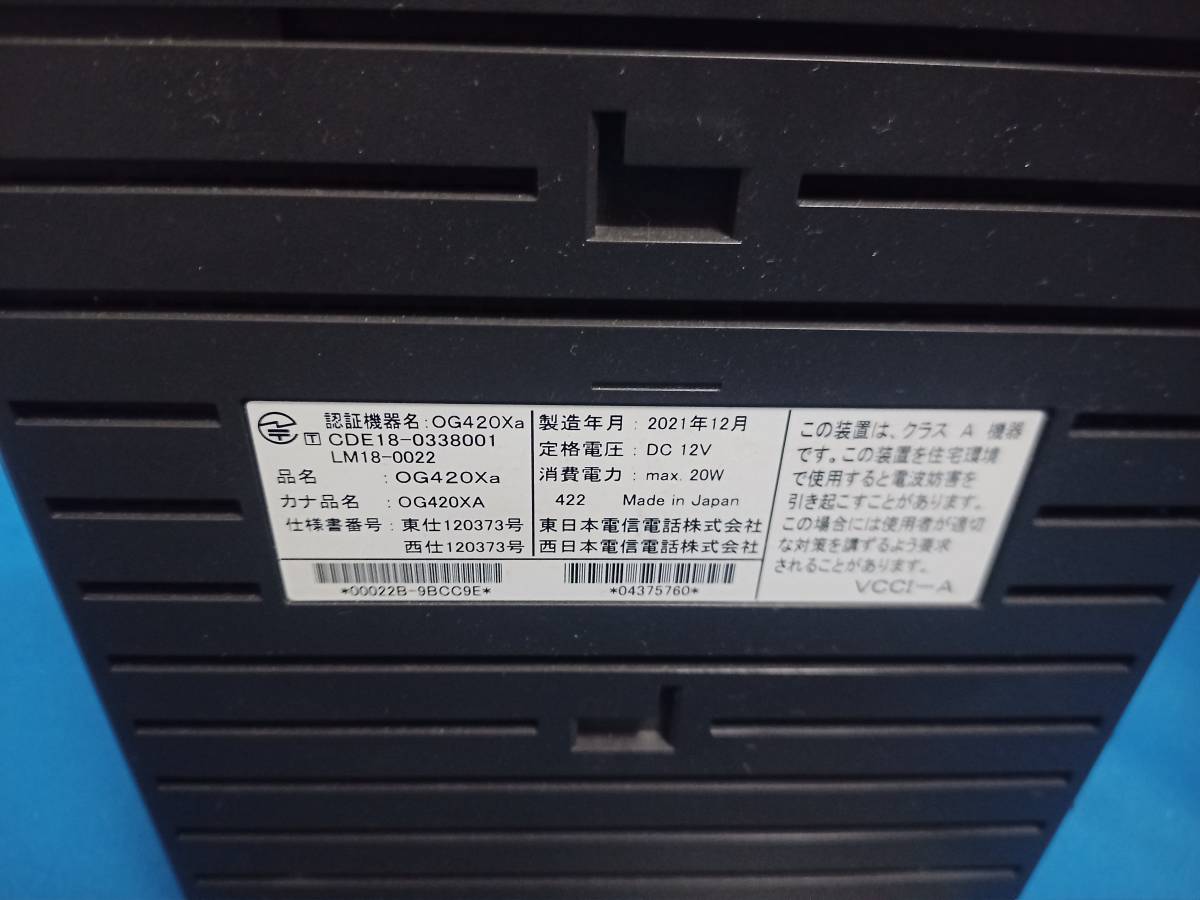 認証機器名:OG420Xa
T CDE18-0338001
LM18-0022
品名 : OG420Xa
カナ品名 : OG420XA
仕様書番号 : 東仕120373号
西仕120373号
*00022B-9BCC9E*
製造年月 : 2021年12月
定格電圧 : DC 12V
消費電力 : max. 20W
422 Made in Japan
東日本電信電話株式会社
西日本電信電話株式会社
*04375760*
この装置は、クラス A 機器
です。この装置を住宅環境
で使用すると電波妨害を
引き起こすことがあります。
この場合には使用者が適切
な対策を講ずるよう要求
されることがあります。
VCCI-A